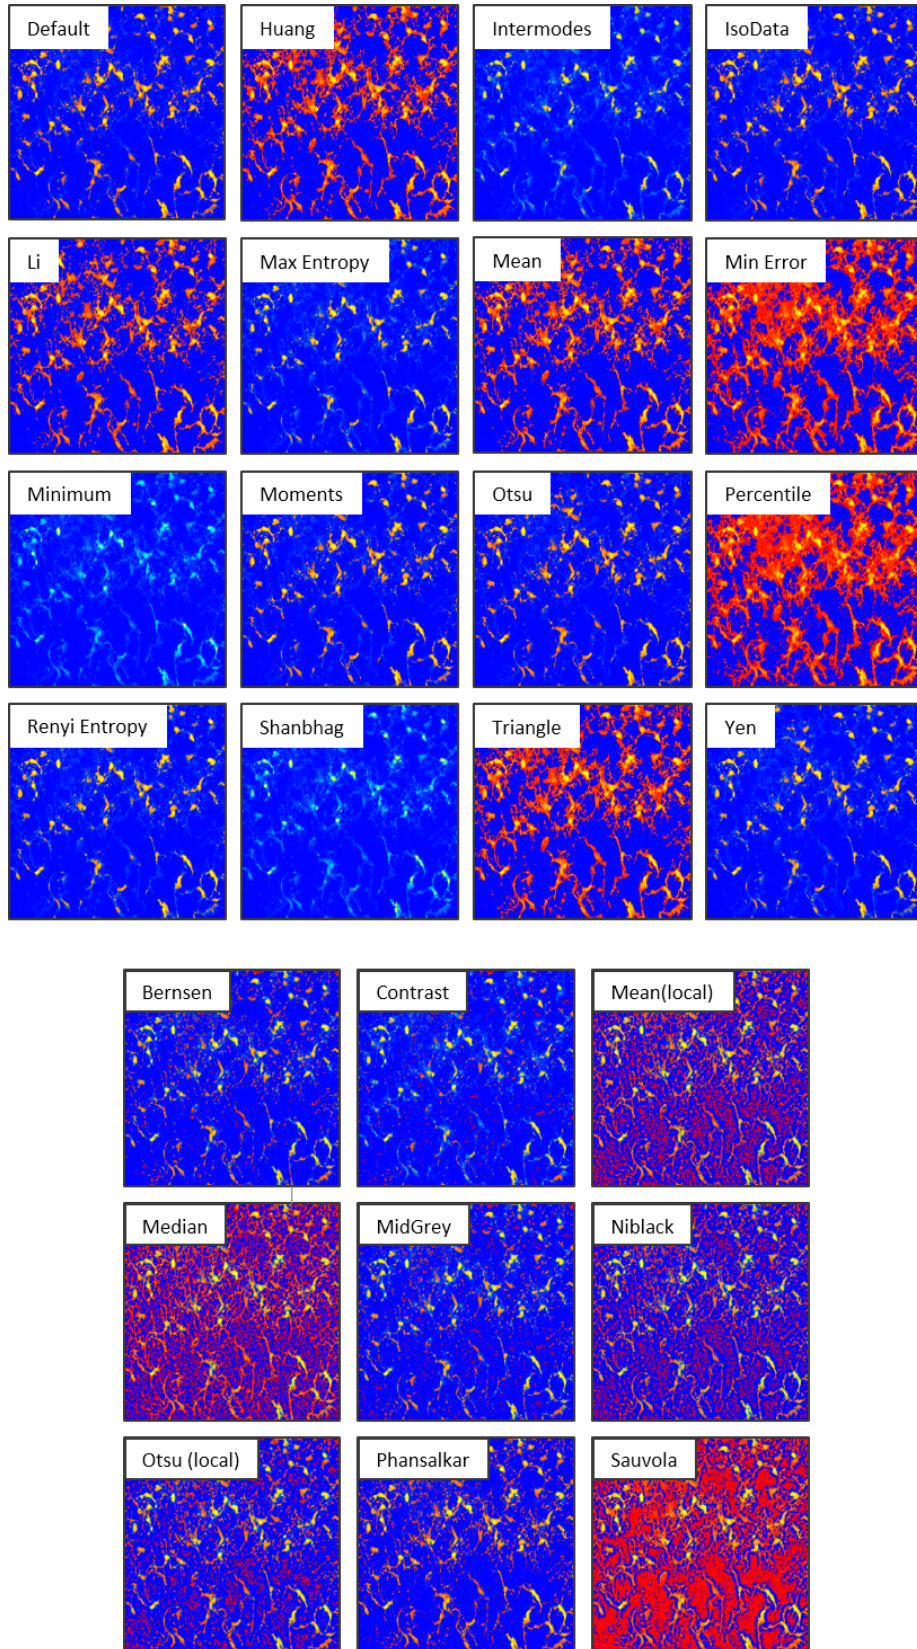 Default
Huang
Intermodes
IsoData
Li
Max Entropy
Mean
Min Error
Minimum
Moments
Otsu
Percentile
Renyi Entropy
Shanbhag
Triangle
Yen
Bernsen
Contrast
Mean(local)
Median
MidGrey
Niblack
Otsu (local)
Phansalkar
Sauvola